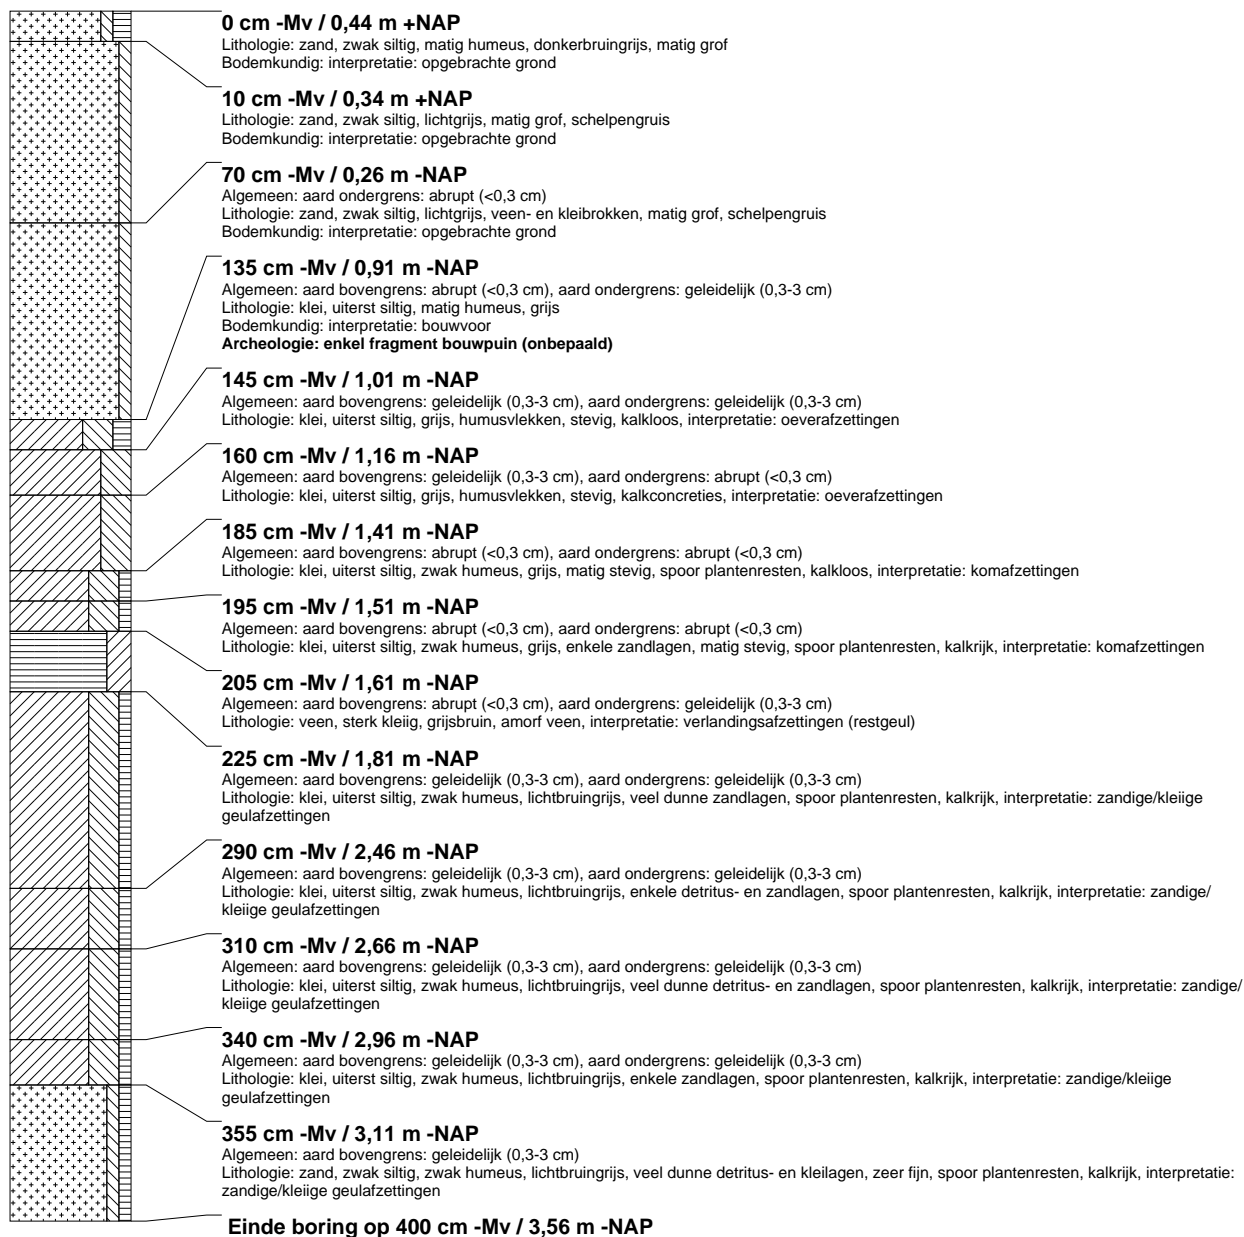 0 cm -Mv / 0,44 m +NAP
Lithologie: zand, zwak siltig, matig humeus, donkerbruingrijs, matig grof
Bodemkundig: interpretatie: opgebrachte grond
10 cm -Mv / 0,34 m +NAP
Lithologie: zand, zwak siltig, lichtgrijs, matig grof, schelpengruis
Bodemkundig: interpretatie: opgebrachte grond
70 cm -Mv / 0,26 m -NAP
Algemeen: aard ondergrens: abrupt (<0,3 cm)
Lithologie: zand, zwak siltig, lichtgrijs, veen- en kleibrokken, matig grof, schelpengruis
Bodemkundig: interpretatie: opgebrachte grond
135 cm -Mv / 0,91 m -NAP
Algemeen: aard bovengrens: abrupt (<0,3 cm), aard ondergrens: geleidelijk (0,3-3 cm)
Lithologie: klei, uiterst siltig, matig humeus, grijs
Bodemkundig: interpretatie: bouwvoor
Archeologie: enkel fragment bouwpuin (onbepaald)
145 cm -Mv / 1,01 m -NAP
Algemeen: aard bovengrens: geleidelijk (0,3-3 cm), aard ondergrens: geleidelijk (0,3-3 cm)
Lithologie: klei, uiterst siltig, grijs, humusvlekken, stevig, kalkloos, interpretatie: oeverafzettingen
160 cm -Mv / 1,16 m -NAP
Algemeen: aard bovengrens: geleidelijk (0,3-3 cm), aard ondergrens: abrupt (<0,3 cm)
Lithologie: klei, uiterst siltig, grijs, humusvlekken, stevig, kalkconcreties, interpretatie: oeverafzettingen
185 cm -Mv / 1,41 m -NAP
Algemeen: aard bovengrens: abrupt (<0,3 cm), aard ondergrens: abrupt (<0,3 cm)
Lithologie: klei, uiterst siltig, zwak humeus, grijs, matig stevig, spoor plantenresten, kalkloos, interpretatie: komafzettingen
195 cm -Mv / 1,51 m -NAP
Algemeen: aard bovengrens: abrupt (<0,3 cm), aard ondergrens: abrupt (<0,3 cm)
Lithologie: klei, uiterst siltig, zwak humeus, grijs, enkele zandlagen, matig stevig, spoor plantenresten, kalkrijk, interpretatie: komafzettingen
205 cm -Mv / 1,61 m -NAP
Algemeen: aard bovengrens: abrupt (<0,3 cm), aard ondergrens: geleidelijk (0,3-3 cm)
Lithologie: veen, sterk kleiig, grijsbruin, amorf veen, interpretatie: verlandingsafzettingen (restgeul)
225 cm -Mv / 1,81 m -NAP
Algemeen: aard bovengrens: geleidelijk (0,3-3 cm), aard ondergrens: geleidelijk (0,3-3 cm)
Lithologie: klei, uiterst siltig, zwak humeus, lichtbruingrijs, veel dunne zandlagen, spoor plantenresten, kalkrijk, interpretatie: zandige/kleiige
geulafzettingen
290 cm -Mv / 2,46 m -NAP
Algemeen: aard bovengrens: geleidelijk (0,3-3 cm), aard ondergrens: geleidelijk (0,3-3 cm)
Lithologie: klei, uiterst siltig, zwak humeus, lichtbruingrijs, enkele detritus- en zandlagen, spoor plantenresten, kalkrijk, interpretatie: zandige/
kleiige geulafzettingen
310 cm -Mv / 2,66 m -NAP
Algemeen: aard bovengrens: geleidelijk (0,3-3 cm), aard ondergrens: geleidelijk (0,3-3 cm)
Lithologie: klei, uiterst siltig, zwak humeus, lichtbruingrijs, veel dunne detritus- en zandlagen, spoor plantenresten, kalkrijk, interpretatie: zandige/
kleiige geulafzettingen
340 cm -Mv / 2,96 m -NAP
Algemeen: aard bovengrens: geleidelijk (0,3-3 cm), aard ondergrens: geleidelijk (0,3-3 cm)
Lithologie: klei, uiterst siltig, zwak humeus, lichtbruingrijs, enkele zandlagen, spoor plantenresten, kalkrijk, interpretatie: zandige/kleiige
geulafzettingen
355 cm -Mv / 3,11 m -NAP
Algemeen: aard bovengrens: geleidelijk (0,3-3 cm)
Lithologie: zand, zwak siltig, zwak humeus, lichtbruingrijs, veel dunne detritus- en kleilagen, zeer fijn, spoor plantenresten, kalkrijk, interpretatie:
zandige/kleiige geulafzettingen
Einde boring op 400 cm -Mv / 3,56 m -NAP